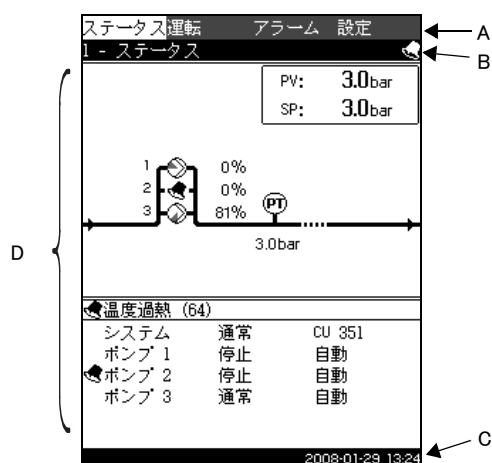 ステータス 運転 アラーム 設定
A
1 - ステータス
B
PV: 3.0bar
SP: 3.0bar
1 0%
2 0%
3 81%
PT
3.0bar
D
温度過熱 (64)
システム 通常 CU 351
ポンプ 1 停止 自動
ポンプ 2 停止 自動
ポンプ 3 通常 自動
C
2008-01-29 13:24